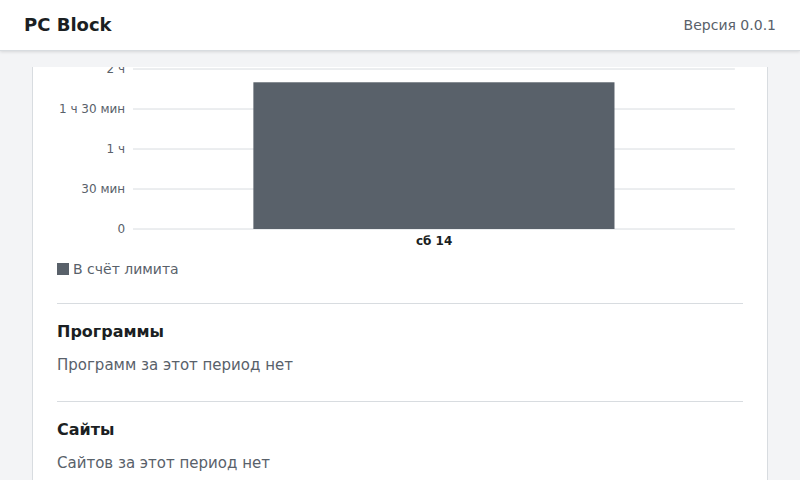 PC Block
Версия 0.0.1
2 ч
1 ч 30 мин
1 ч
30 мин
0
сб 14
В счёт лимита
Программы
Программ за этот период нет
Сайты
Сайтов за этот период нет